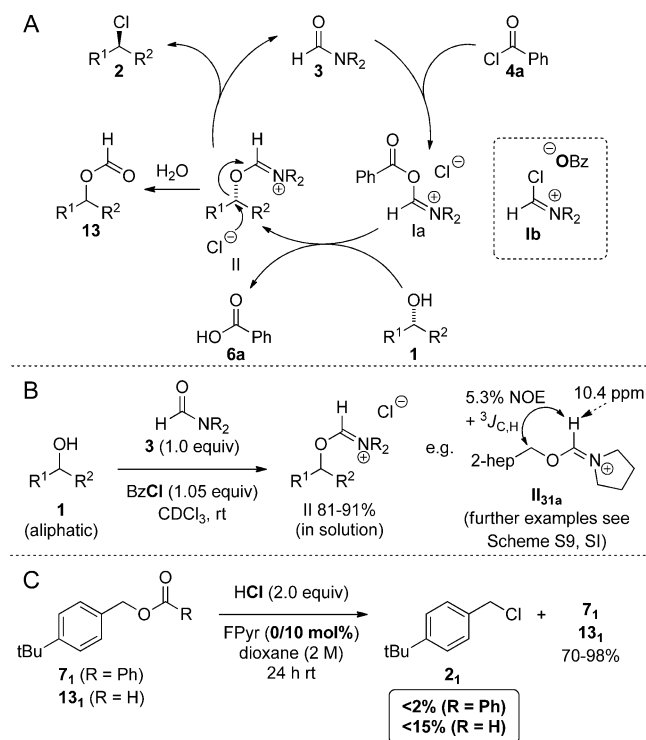 A
Cl
R1 R2
2
O
H NR2
3
O
Cl Ph
4a
H
O O
R1 R2
13
H2O
H
O NR2
+
R1 R2
Cl−
II
O
Ph O Cl−
H NR2
+
Ia
−OBz
Cl
H NR2
+
Ib
O
HO Ph
6a
OH
R1 R2
1
B
OH
R1 R2
1
(aliphatic)
O
H NR2
3 (1.0 equiv)
BzCl (1.05 equiv)
CDCl3, rt
H Cl−
O NR2
+
R1 R2
II 81-91%
(in solution)
e.g.
5.3% NOE
+ 3JC,H
10.4 ppm
H
2-hep O N
+
II31a
(further examples see
Scheme S9, SI)
C
O
O R
tBu
71 (R = Ph)
131 (R = H)
HCl (2.0 equiv)
FPyr (0/10 mol%)
dioxane (2 M)
24 h rt
Cl
tBu
21
+
71
131
70-98%
<2% (R = Ph)
<15% (R = H)